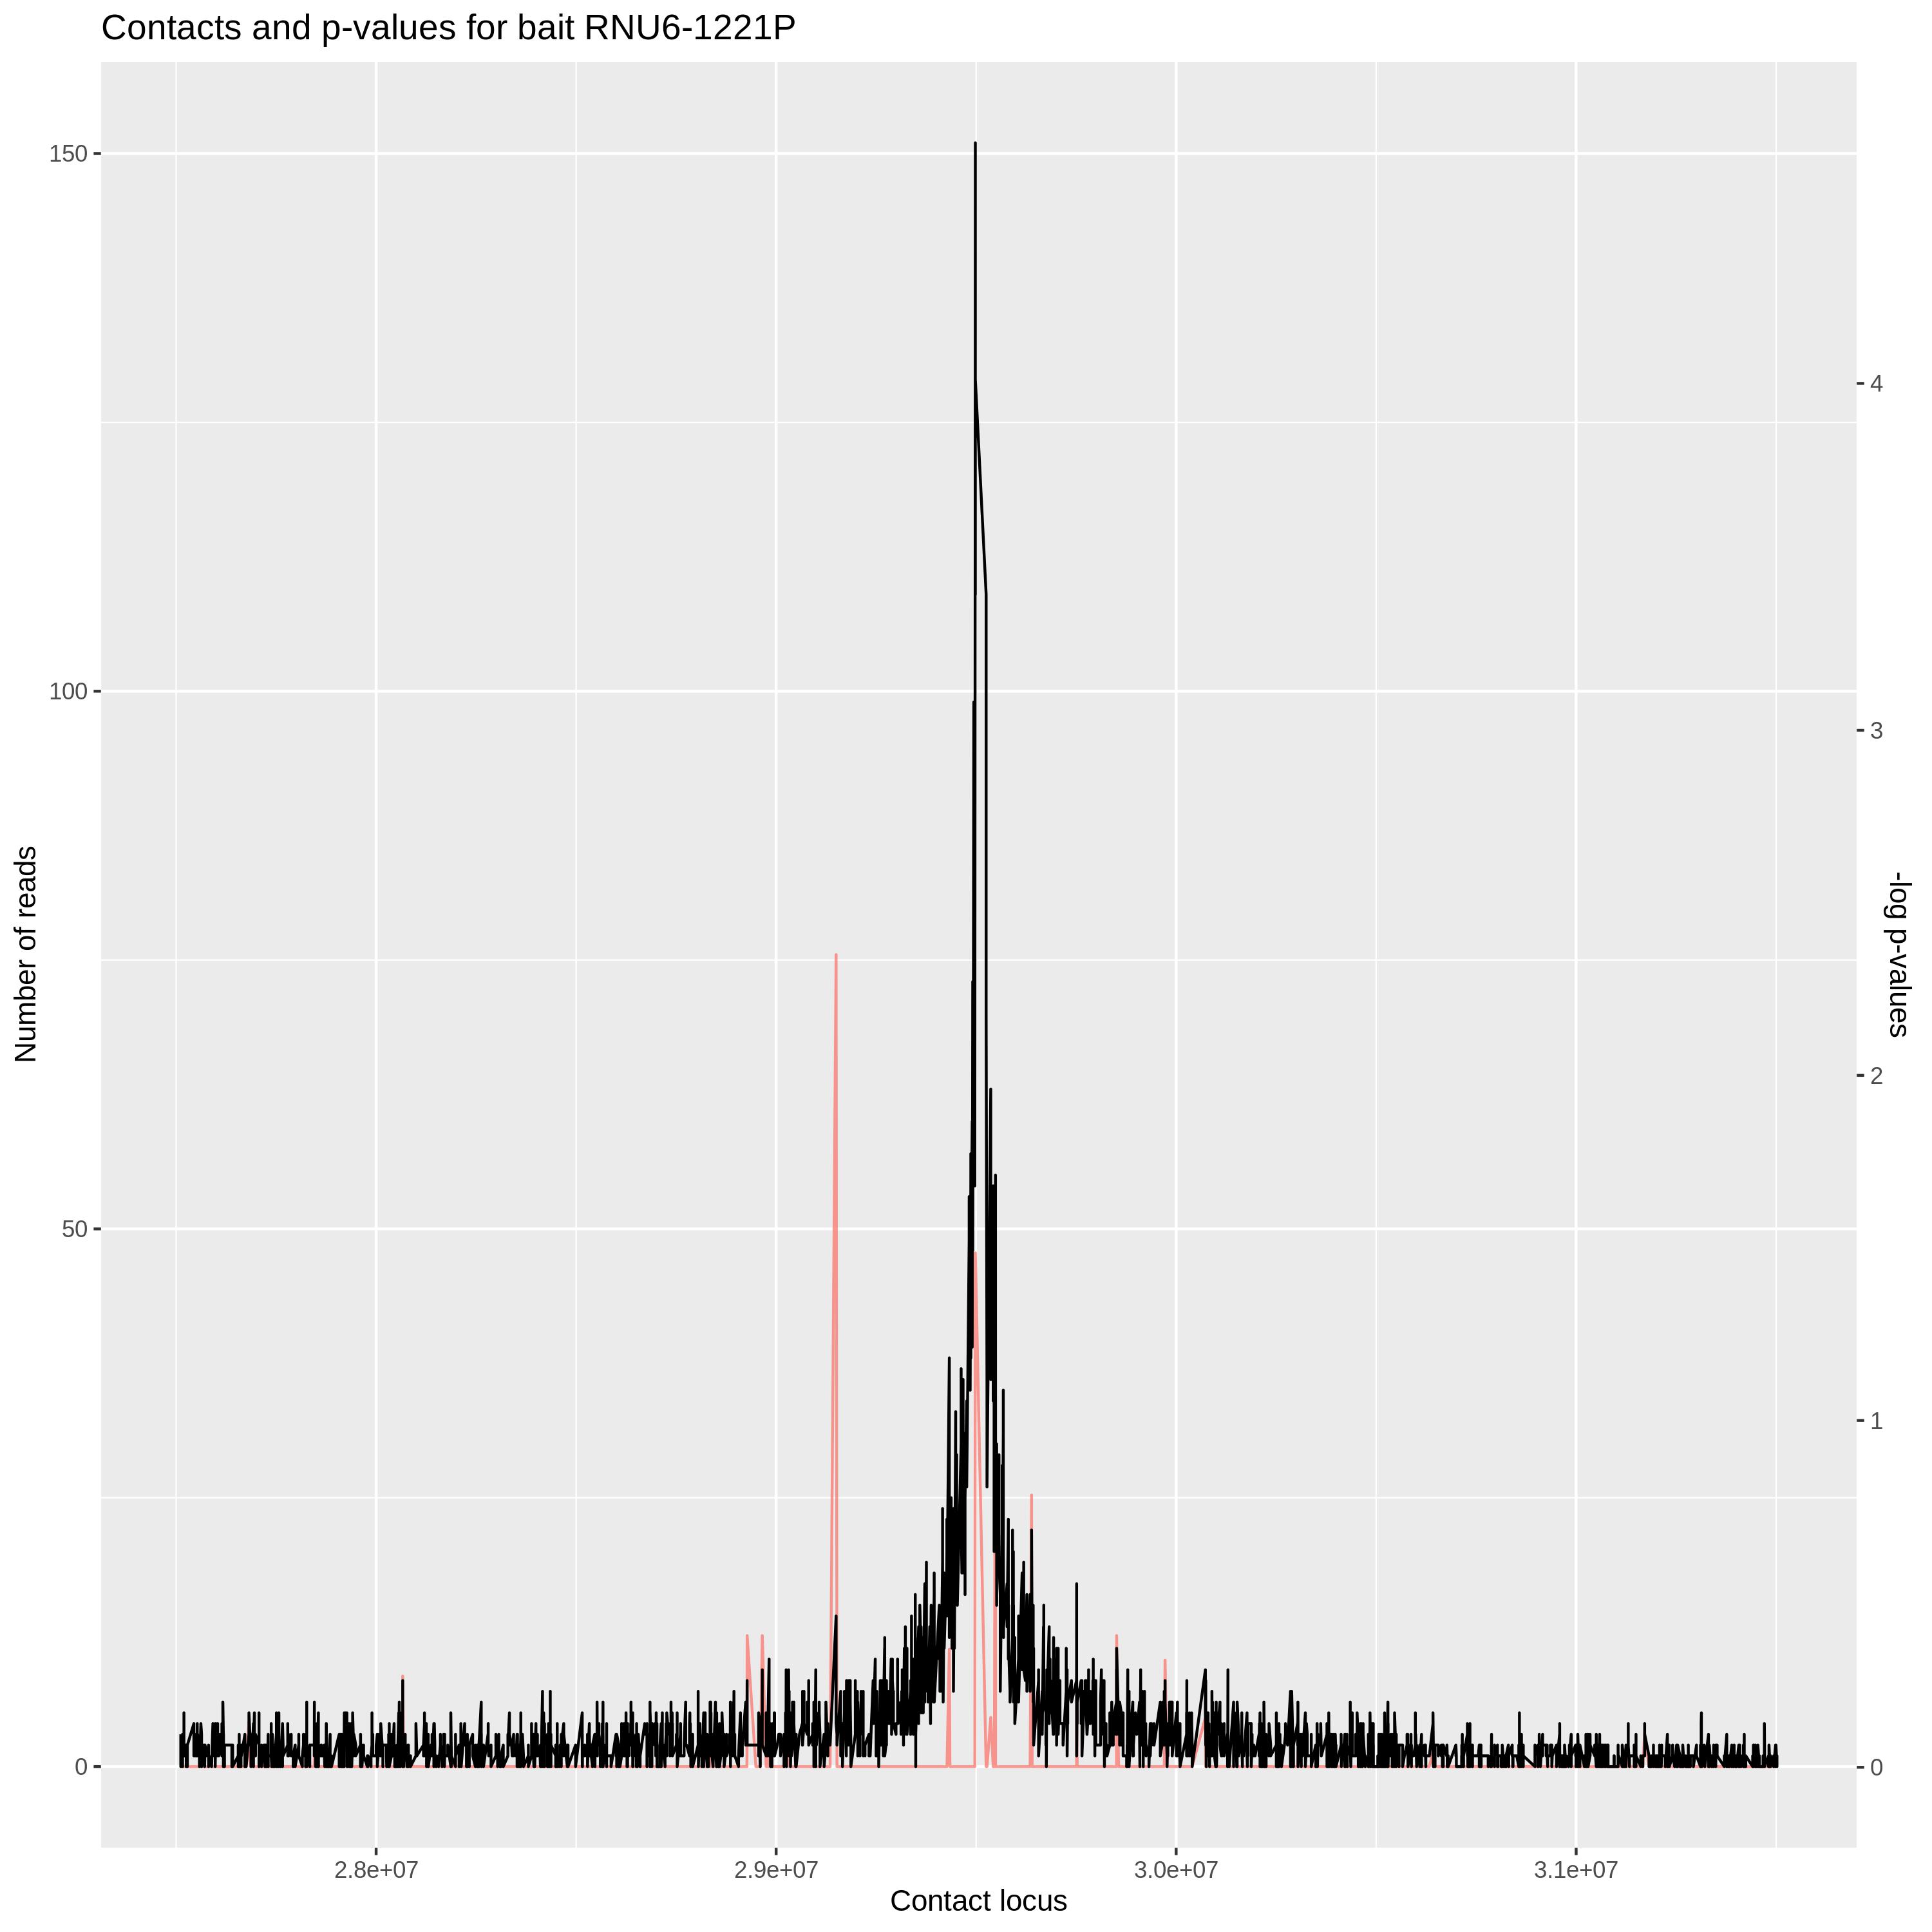 Contacts and p-values for bait RNU6-1221P
150
100
50
0
Number of reads
4
3
2
1
0
-log p-values
2.8e+07
2.9e+07
3.0e+07
3.1e+07
Contact locus